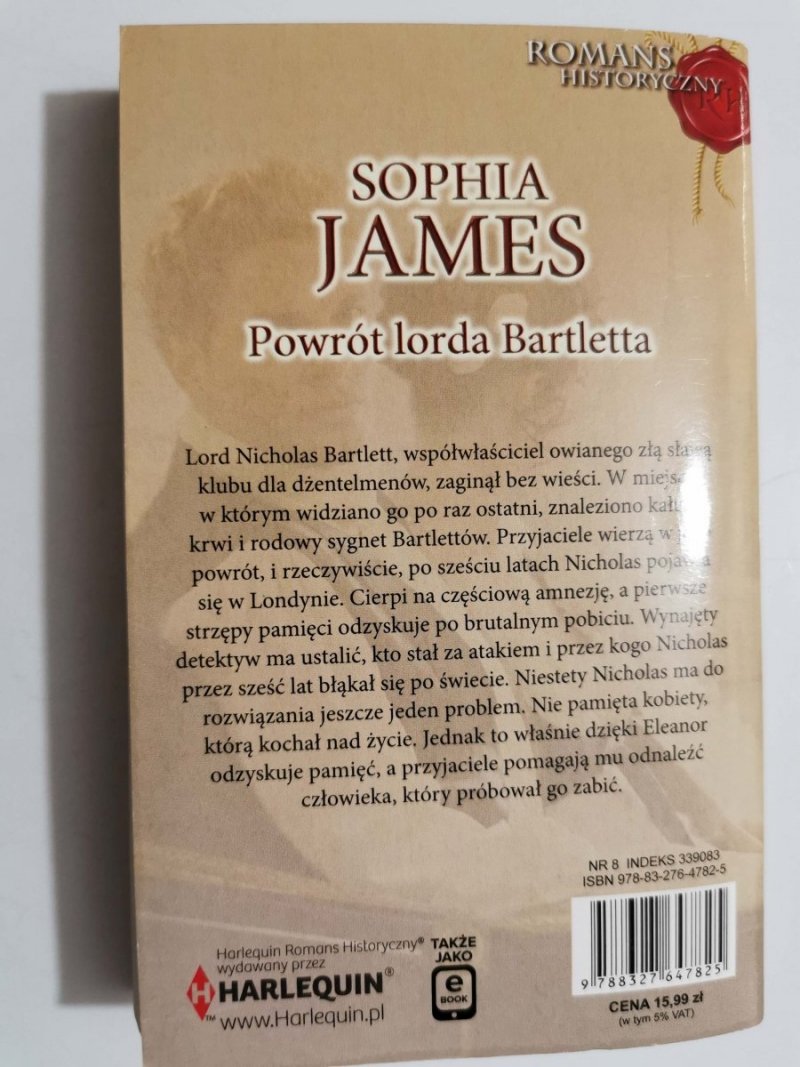 ROMANS
HISTORYCZNY
RH
SOPHIA
JAMES
Powrót lorda Bartletta
Lord Nicholas Bartlett, współwłaściciel owianego złą sławą
klubu dla dżentelmenów, zaginął bez wieści. W miejscu,
w którym widziano go po raz ostatni, znaleziono kałużę
krwi i rodowy sygnet Bartlettów. Przyjaciele wierzą w jego
powrót, i rzeczywiście, po sześciu latach Nicholas pojawia
się w Londynie. Cierpi na częściową amnezję, a pierwsze
strzępy pamięci odzyskuje po brutalnym pobiciu. Wynajęty
detektyw ma ustalić, kto stał za atakiem i przez kogo Nicholas
przez sześć lat błąkał się po świecie. Niestety Nicholas ma do
rozwiązania jeszcze jeden problem. Nie pamięta kobiety,
którą kochał nad życie. Jednak to właśnie dzięki Eleanor
odzyskuje pamięć, a przyjaciele pomagają mu odnaleźć
człowieka, który próbował go zabić.
NR 8 INDEKS 339083
ISBN 978-83-276-4782-5
9 788327 647825
CENA 15,99 zł
(w tym 5% VAT)
Harlequin Romans Historyczny®
wydawany przez
H HARLEQUIN®
™ www.Harlequin.pl
TAKŻE
JAKO
e
BOOK